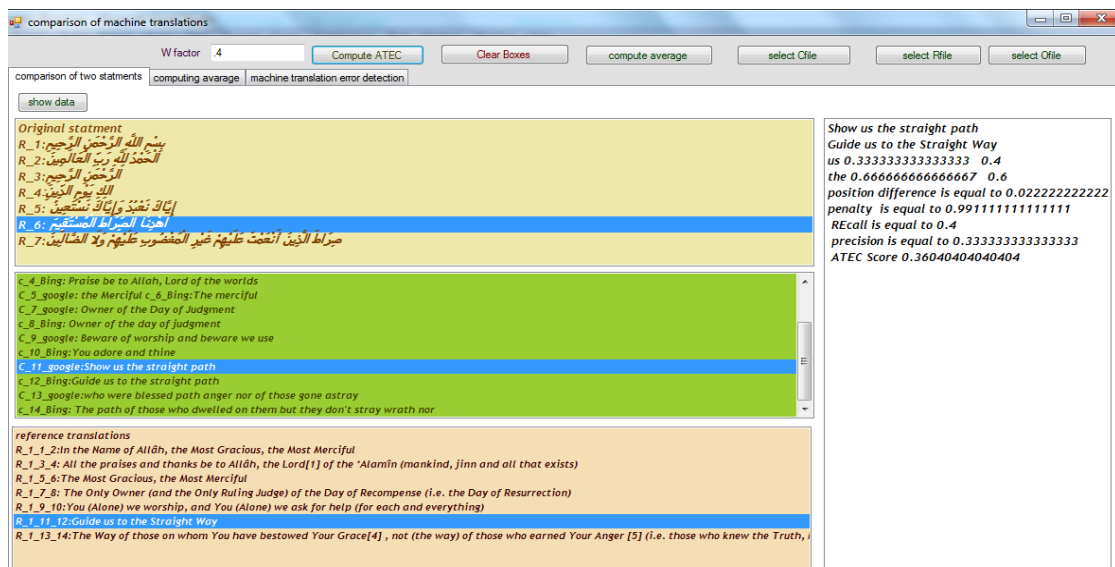 comparison of machine translations
W factor .4 Compute ATEC Clear Boxes compute average select Cfile select Rfile select Ofile
comparison of two statments computing avarage machine translation error detection
show data
Original statment
R_1:بِسْمِ اللَّهِ الرَّحْمَنِ الرَّحِيمِ
R_2:الْحَمْدُ لِلَّهِ رَبِّ الْعَالَمِينَ
R_3:الرَّحْمَنِ الرَّحِيمِ
R_4:الِكِ يَوْمِ الدِّينِ
R_5: إِيَّاكَ نَعْبُدُ وَإِيَّاكَ نَسْتَعِينُ
R_6: اهْدِنَا الصِّرَاطَ الْمُسْتَقِيمَ
R_7:صِرَاطَ الَّذِينَ أَنْعَمْتَ عَلَيْهِمْ غَيْرِ الْمَغْضُوبِ عَلَيْهِمْ وَلَا الضَّالِّينَ
c_4_Bing: Praise be to Allah, Lord of the worlds
C_5_google: the Merciful c_6_Bing:The merciful
C_7_google: Owner of the Day of Judgment
c_8_Bing: Owner of the day of judgment
C_9_google: Beware of worship and beware we use
c_10_Bing:You adore and thine
C_11_google:Show us the straight path
c_12_Bing:Guide us to the straight path
C_13_google:who were blessed path anger nor of those gone astray
c_14_Bing: The path of those who dwelled on them but they don't stray wrath nor
reference translations
R_1_1_2:In the Name of Allâh, the Most Gracious, the Most Merciful
R_1_3_4: All the praises and thanks be to Allâh, the Lord[1] of the 'Alamîn (mankind, jinn and all that exists)
R_1_5_6:The Most Gracious, the Most Merciful
R_1_7_8: The Only Owner (and the Only Ruling Judge) of the Day of Recompense (i.e. the Day of Resurrection)
R_1_9_10:You (Alone) we worship, and You (Alone) we ask for help (for each and everything)
R_1_11_12:Guide us to the Straight Way
R_1_13_14:The Way of those on whom You have bestowed Your Grace[4] , not (the way) of those who earned Your Anger [5] (i.e. those who knew the Truth,
Show us the straight path
Guide us to the Straight Way
us 0.333333333333333 0.4
the 0.666666666666667 0.6
position difference is equal to 0.022222222222
penalty is equal to 0.991111111111111
REcall is equal to 0.4
precision is equal to 0.333333333333333
ATEC Score 0.36040404040404